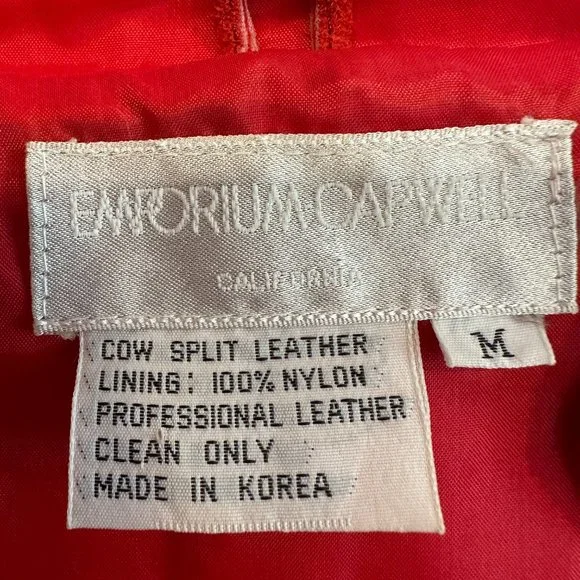 EMPORIUM CAPWELL
CALIFORNIA
M
COW SPLIT LEATHER
LINING: 100% NYLON
PROFESSIONAL LEATHER
CLEAN ONLY
MADE IN KOREA